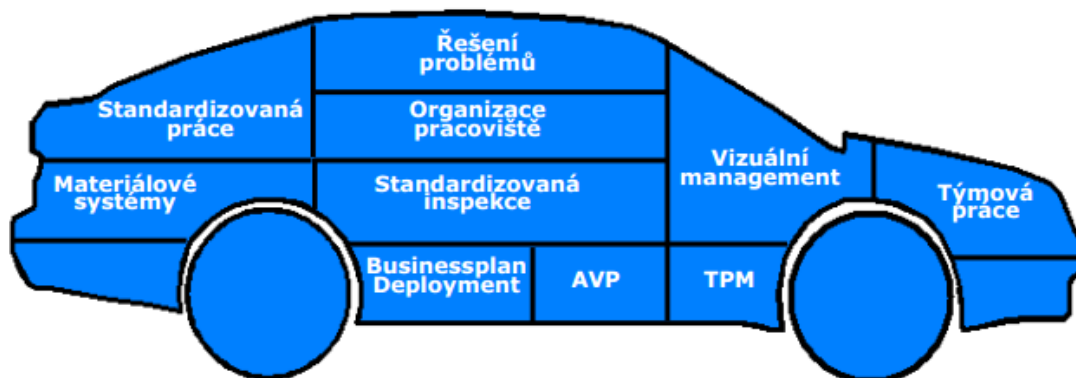 Řešení
problémů
Standardizovaná
práce
Organizace
pracoviště
Vizuální
management
Materiálové
systémy
Standardizovaná
inspekce
Týmová
práce
Businessplan
Deployment
AVP
TPM